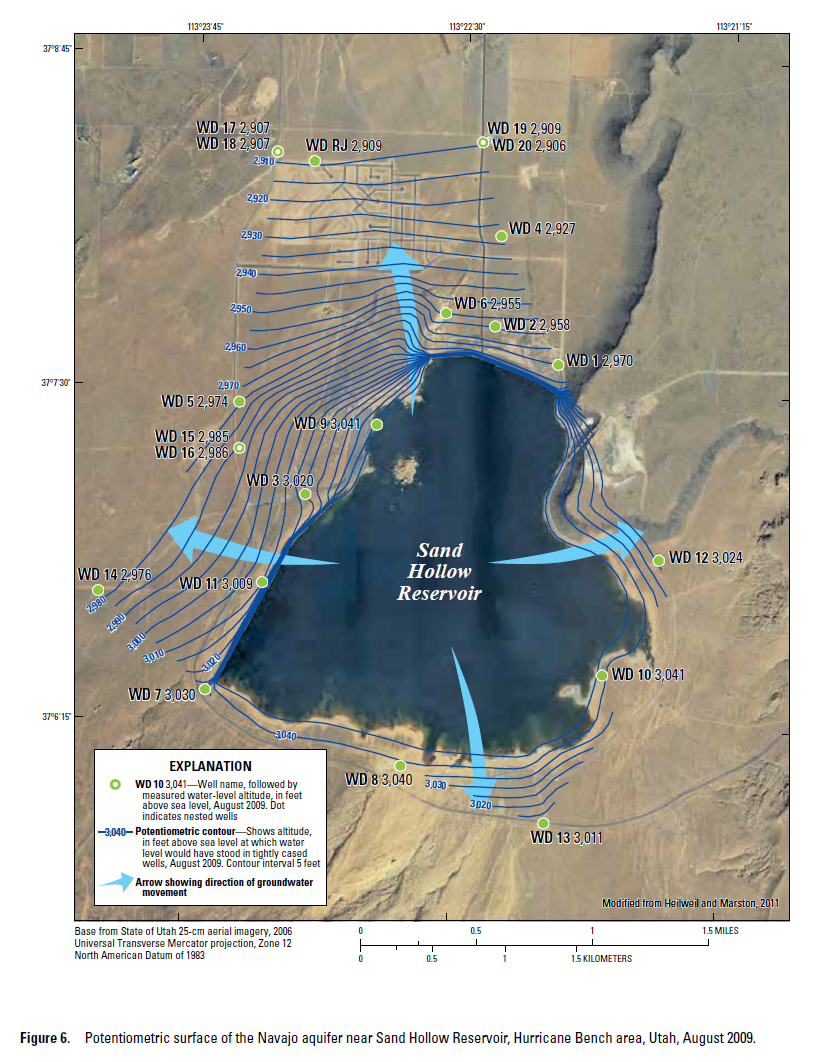 113°23'45"
113°22'30"
113°21'15"
37°8'45"
WD 17 2,907
WD 18 2,907
WD RJ 2,909
WD 19 2,909
WD 20 2,906
2,910
2,920
2,930
WD 4 2,927
2,940
2,950
WD 6 2,955
WD 2 2,958
2,960
WD 1 2,970
37°7'30"
2,970
WD 5 2,974
WD 9 3,041
WD 15 2,985
WD 16 2,986
WD 3 3,020
Sand
Hollow
Reservoir
WD 12 3,024
WD 14 2,976
WD 11 3,009
2,980
2,990
3,000
3,010
3,020
WD 10 3,041
WD 7 3,030
37°6'15"
3,040
WD 8 3,040
3,030
3,020
WD 13 3,011
EXPLANATION
WD 10 3,041—Well name, followed by
measured water-level altitude, in feet
above sea level, August 2009. Dot
indicates nested wells
3,040 Potentiometric contour—Shows altitude,
in feet above sea level at which water
level would have stood in tightly cased
wells, August 2009. Contour interval 5 feet
Arrow showing direction of groundwater
movement
Modified from Heilweil and Marston, 2011
Base from State of Utah 25-cm aerial imagery, 2006
Universal Transverse Mercator projection, Zone 12
North American Datum of 1983
0 0.5 1 1.5 MILES
0 0.5 1 1.5 KILOMETERS
Figure 6. Potentiometric surface of the Navajo aquifer near Sand Hollow Reservoir, Hurricane Bench area, Utah, August 2009.